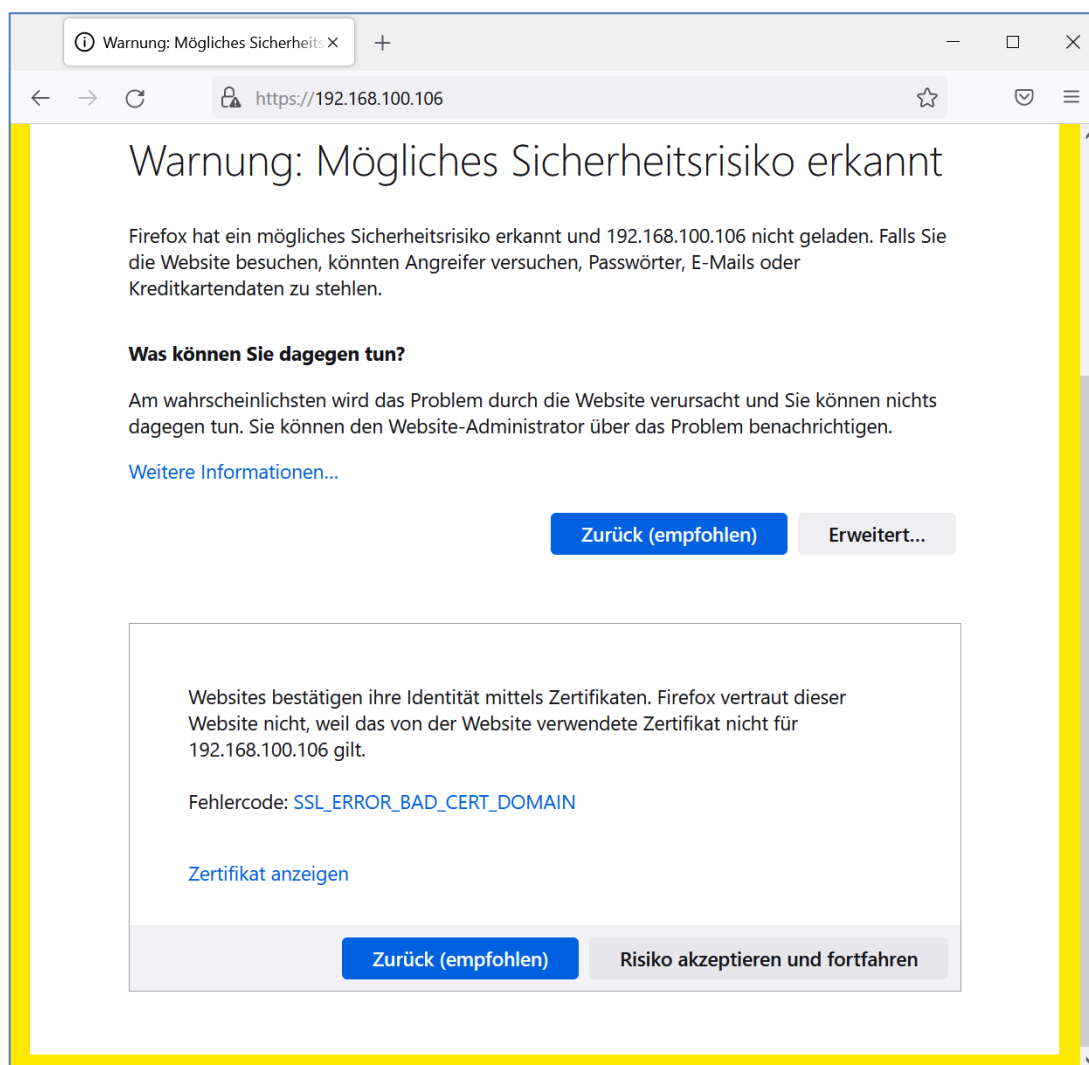 Warnung: Mögliches Sicherheits
https://192.168.100.106
Warnung: Mögliches Sicherheitsrisiko erkannt
Firefox hat ein mögliches Sicherheitsrisiko erkannt und 192.168.100.106 nicht geladen. Falls Sie
die Website besuchen, könnten Angreifer versuchen, Passwörter, E-Mails oder
Kreditkartendaten zu stehlen.
Was können Sie dagegen tun?
Am wahrscheinlichsten wird das Problem durch die Website verursacht und Sie können nichts
dagegen tun. Sie können den Website-Administrator über das Problem benachrichtigen.
Weitere Informationen...
Zurück (empfohlen) Erweitert...
Websites bestätigen ihre Identität mittels Zertifikaten. Firefox vertraut dieser
Website nicht, weil das von der Website verwendete Zertifikat nicht für
192.168.100.106 gilt.
Fehlercode: SSL_ERROR_BAD_CERT_DOMAIN
Zertifikat anzeigen
Zurück (empfohlen) Risiko akzeptieren und fortfahren